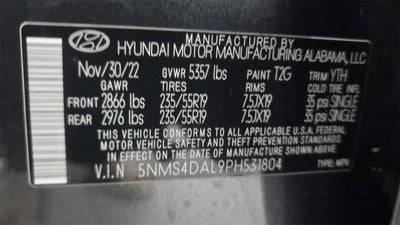 MANUFACTURED BY
HYUNDAI MOTOR MANUFACTURING ALABAMA, LLC
Nov/30/22 GVWR 5357 lbs PAINT T2G TRIM YTH
GAWR TIRES RIMS COLD TIRE INFL
FRONT 2866 lbs 235/55R19 7.5JX19 35 psi SINGLE
REAR 2976 lbs 235/55R19 7.5JX19 35 psi SINGLE
THIS VEHICLE CONFORMS TO ALL APPLICABLE U.S.A. FEDERAL
MOTOR VEHICLE SAFETY, BUMPER, AND THEFT PREVENTION STANDARDS
IN EFFECT ON THE DATE OF MANUFACTURE SHOWN ABOVE.
V.I.N 5NMS4DAL9PH531804 TYPE: MPV